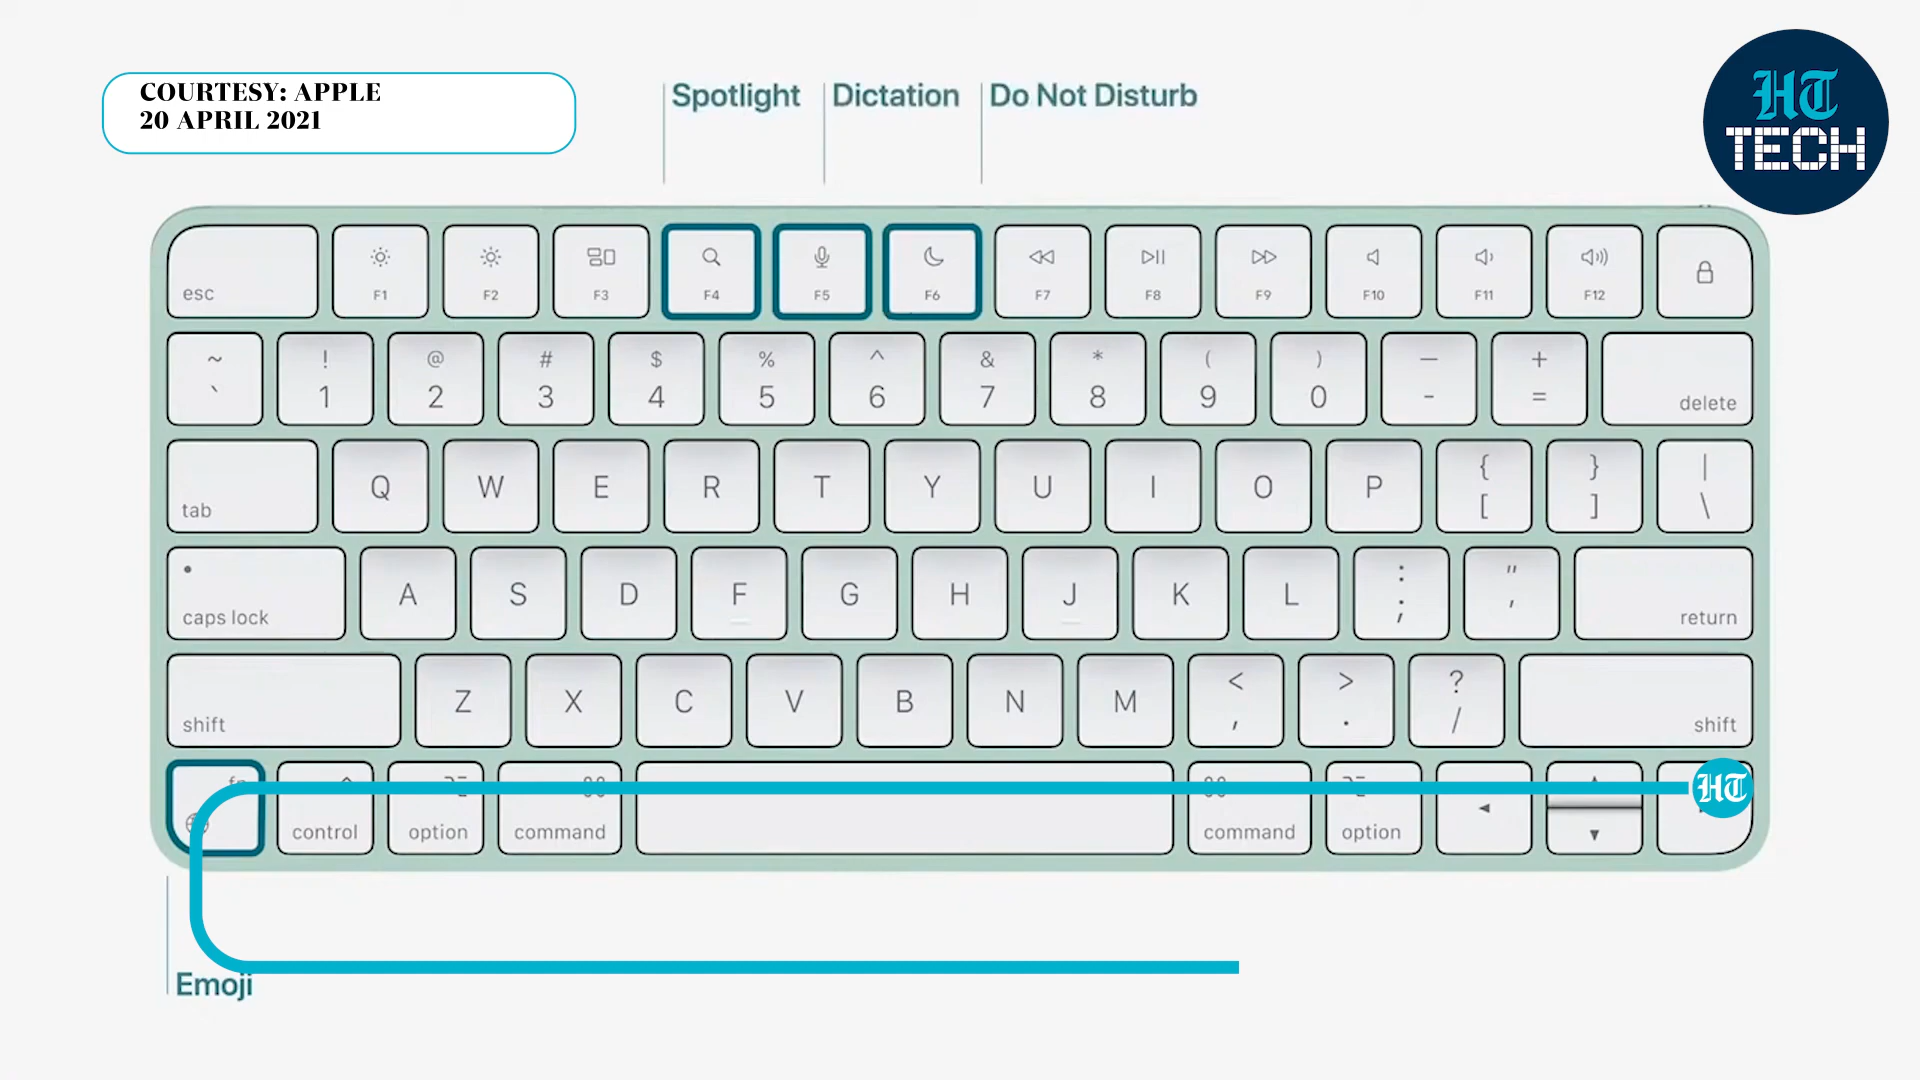 COURTESY: APPLE
20 APRIL 2021
Spotlight Dictation Do Not Disturb
HT
TECH
esc F1 F2 F3 F4 F5 F6 F7 F8 F9 F10 F11 F12
~ ! @ # $ % ^ & * ( ) — +
` 1 2 3 4 5 6 7 8 9 0 - = delete
tab Q W E R T Y U I O P { [ } ] | \
caps lock A S D F G H J K L : ; " ' return
shift Z X C V B N M < , > . ? / shift
control option command command option
HT
Emoji